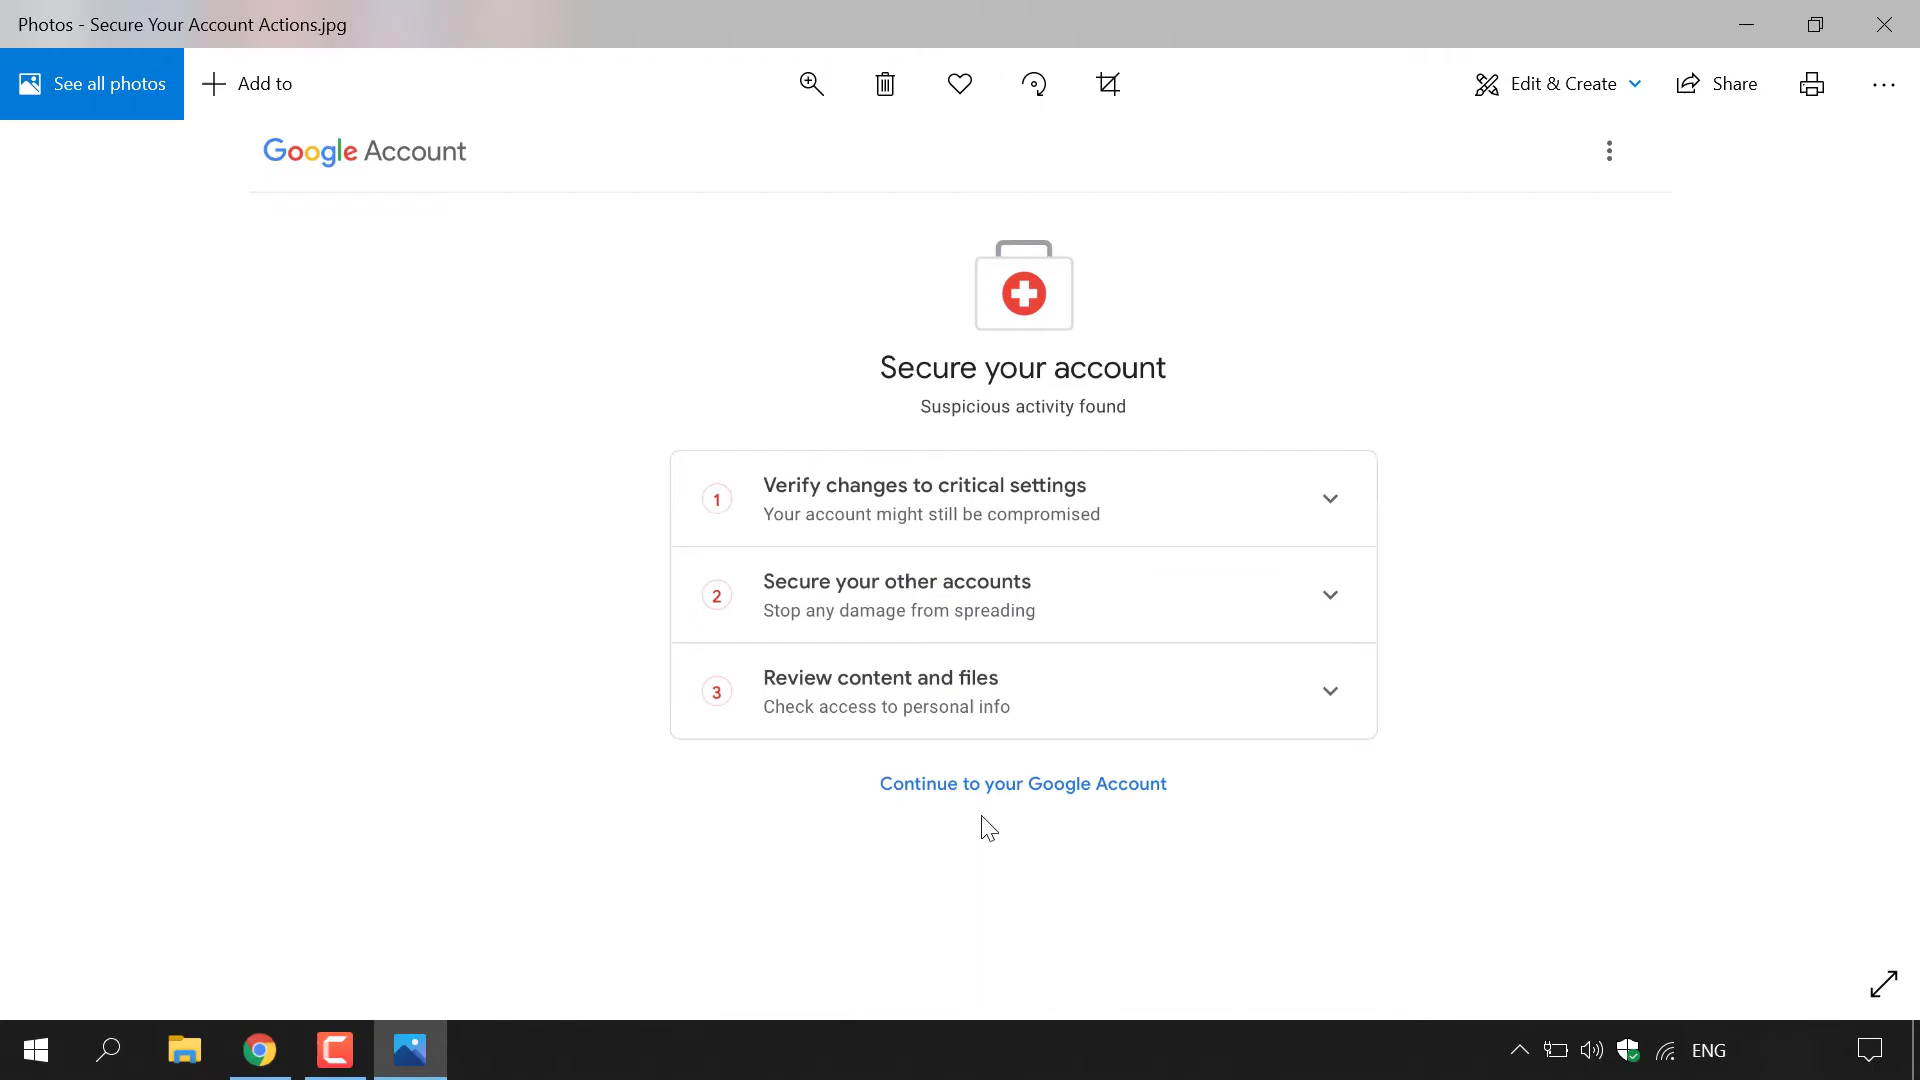 Photos - Secure Your Account Actions.jpg
See all photos
Add to
Edit & Create
Share
Google Account
Secure your account
Suspicious activity found
1
Verify changes to critical settings
Your account might still be compromised
2
Secure your other accounts
Stop any damage from spreading
3
Review content and files
Check access to personal info
Continue to your Google Account
ENG